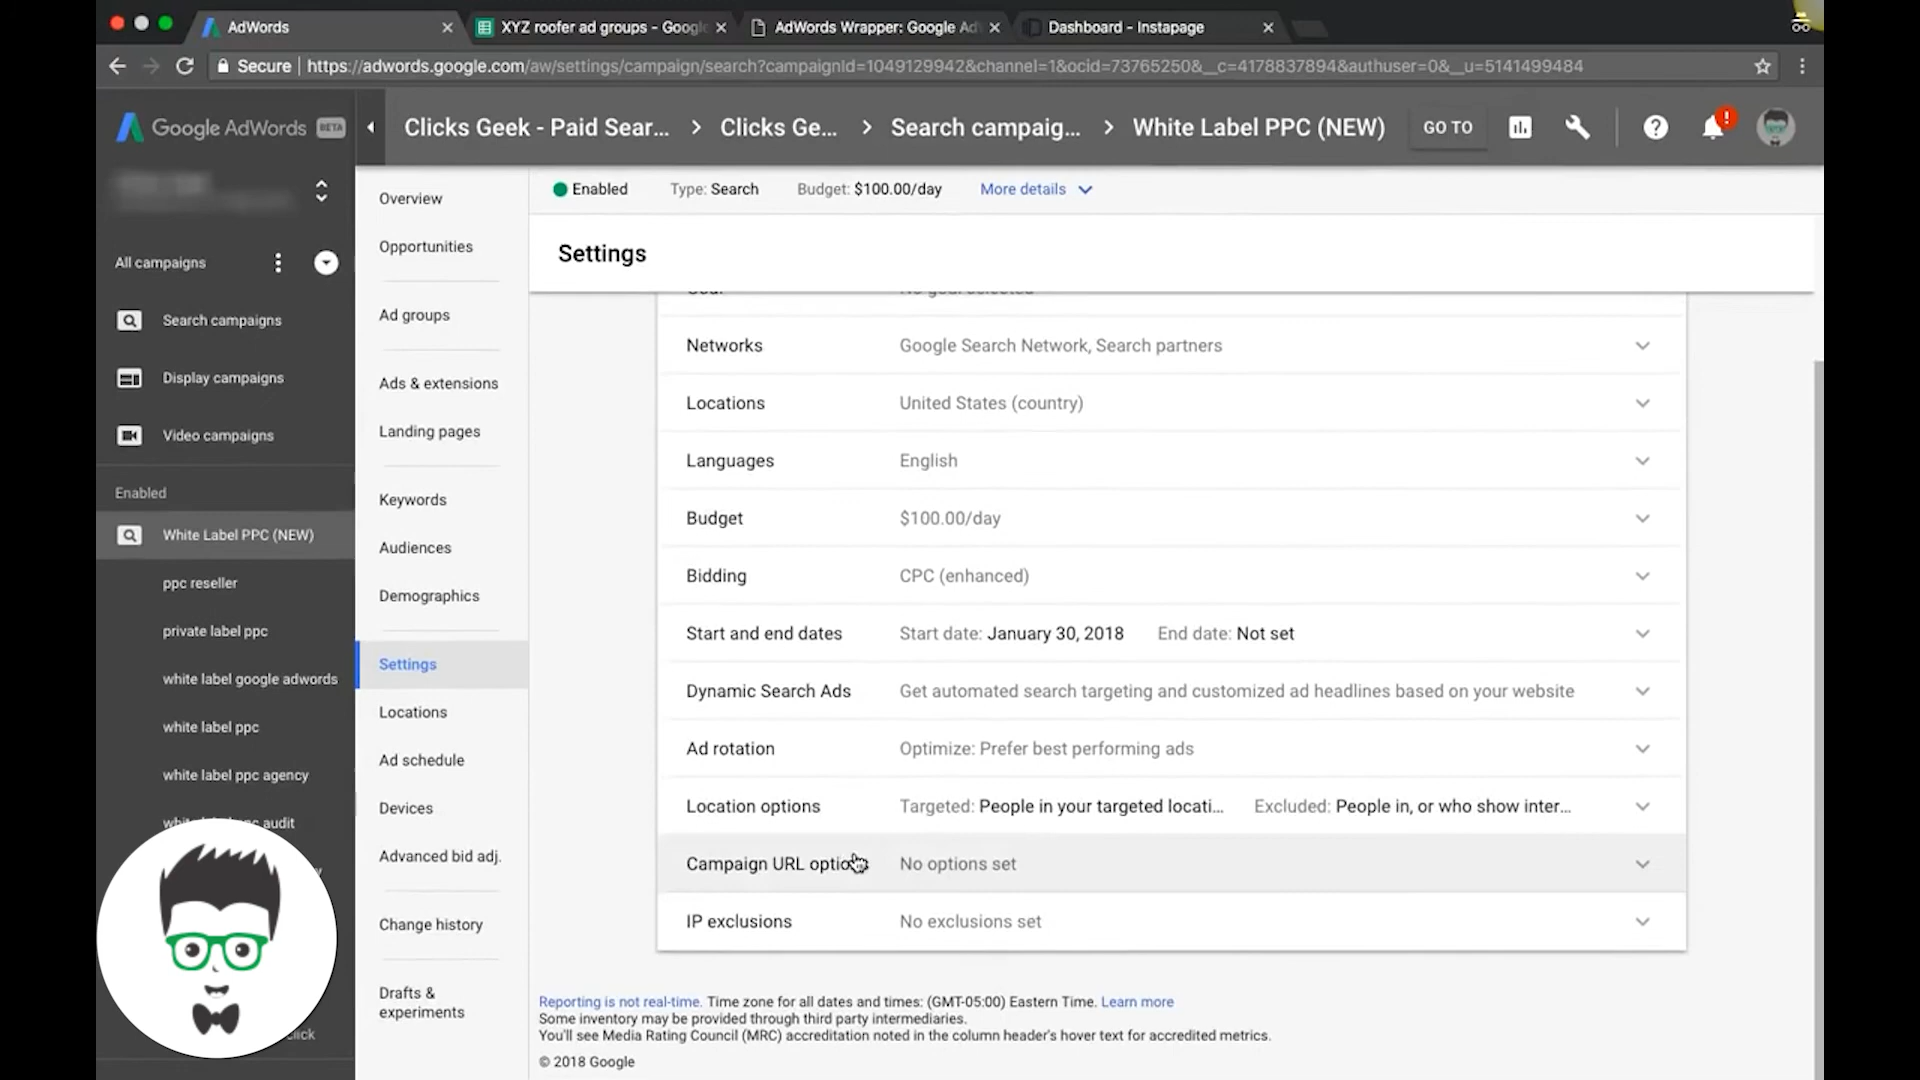 AdWords
XYZ roofer ad groups - Google
AdWords Wrapper: Google Ad
Dashboard - Instapage
Secure
https://adwords.google.com/aw/settings/campaign/search?campaignId=1049129942&channel=1&ocid=73765250&__c=4178837894&authuser=0&__u=5141499484
Google AdWords BETA
Clicks Geek - Paid Sear... > Clicks Ge... > Search campaig... > White Label PPC (NEW)
GO TO
!
All campaigns
Search campaigns
Display campaigns
Video campaigns
Enabled
White Label PPC (NEW)
ppc reseller
private label ppc
white label google adwords
white label ppc
white label ppc agency
audit
Overview
Opportunities
Ad groups
Ads & extensions
Landing pages
Keywords
Audiences
Demographics
Settings
Locations
Ad schedule
Devices
Advanced bid adj.
Change history
Drafts &
experiments
Enabled Type: Search Budget: $100.00/day More details
Settings
Networks Google Search Network, Search partners
Locations United States (country)
Languages English
Budget $100.00/day
Bidding CPC (enhanced)
Start and end dates Start date: January 30, 2018 End date: Not set
Dynamic Search Ads Get automated search targeting and customized ad headlines based on your website
Ad rotation Optimize: Prefer best performing ads
Location options Targeted: People in your targeted locati... Excluded: People in, or who show inter...
Campaign URL options No options set
IP exclusions No exclusions set
Reporting is not real-time. Time zone for all dates and times: (GMT-05:00) Eastern Time. Learn more
Some inventory may be provided through third party intermediaries.
You'll see Media Rating Council (MRC) accreditation noted in the column header's hover text for accredited metrics.
© 2018 Google